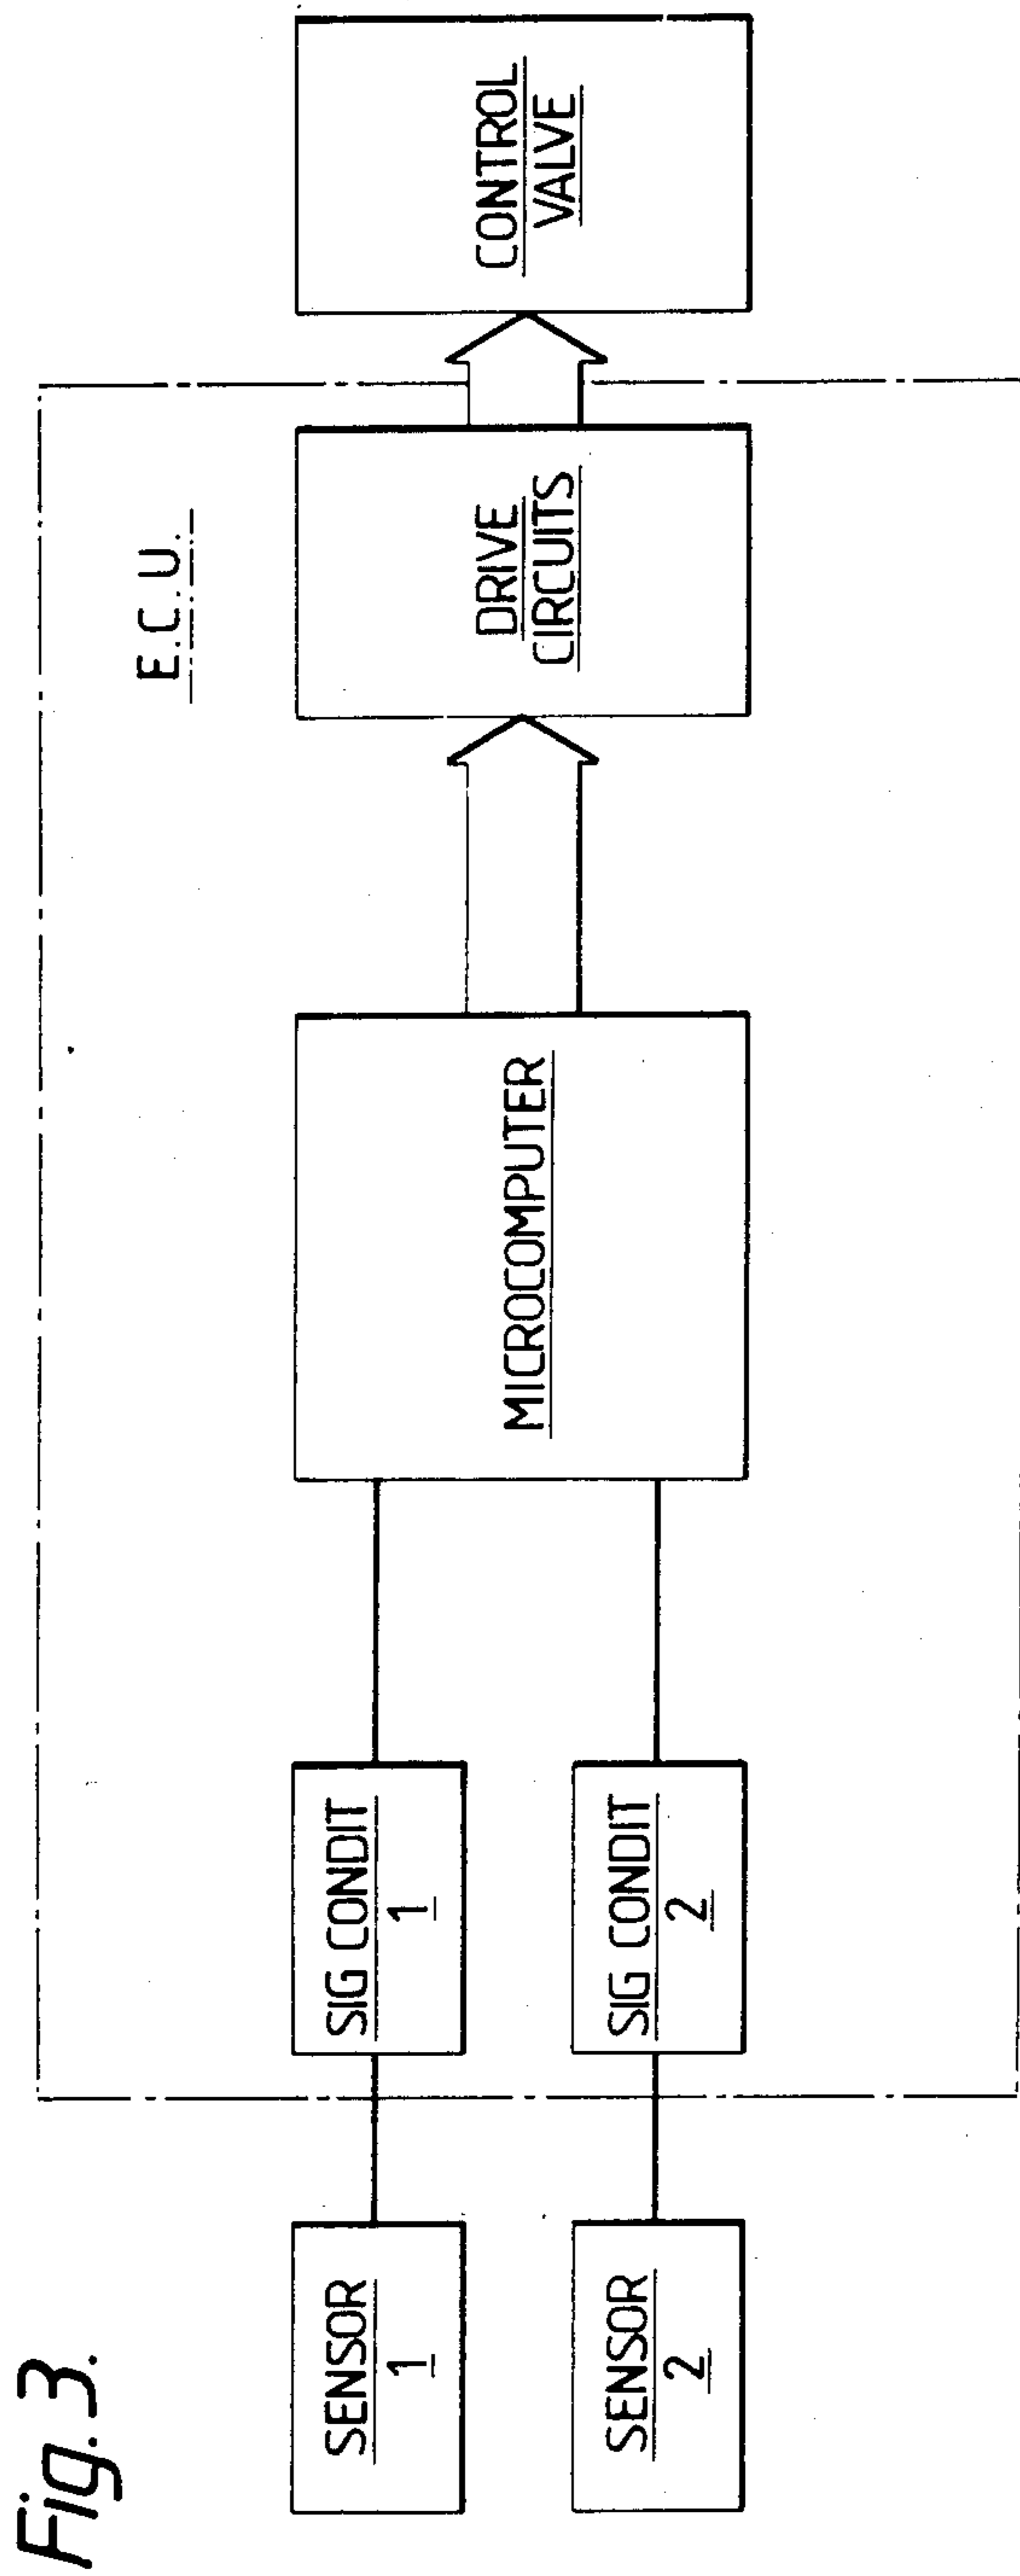 Fig. 3.
E.C.U.
SENSOR
1
SIG CONDIT
1
SENSOR
2
SIG CONDIT
2
MICROCOMPUTER
DRIVE
CIRCUITS
CONTROL
VALVE